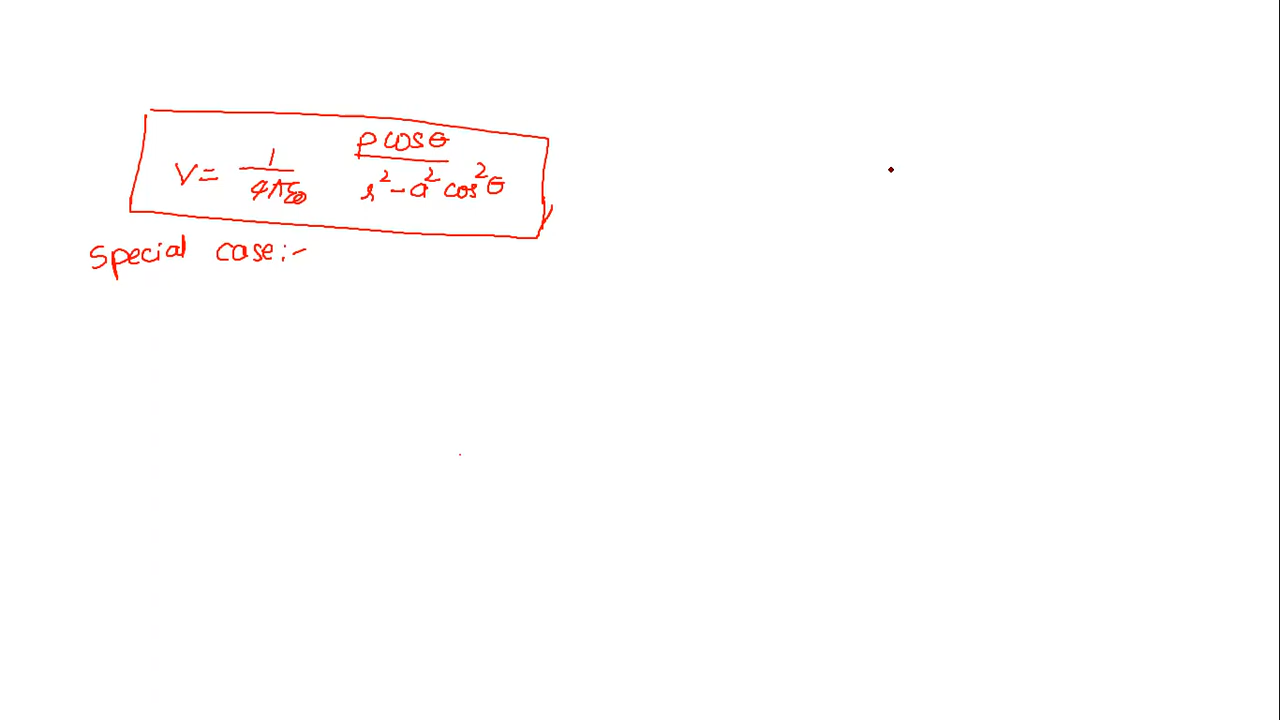 V = 1/4πε₀ p cosθ / r² - a² cos²θ
Special case:-